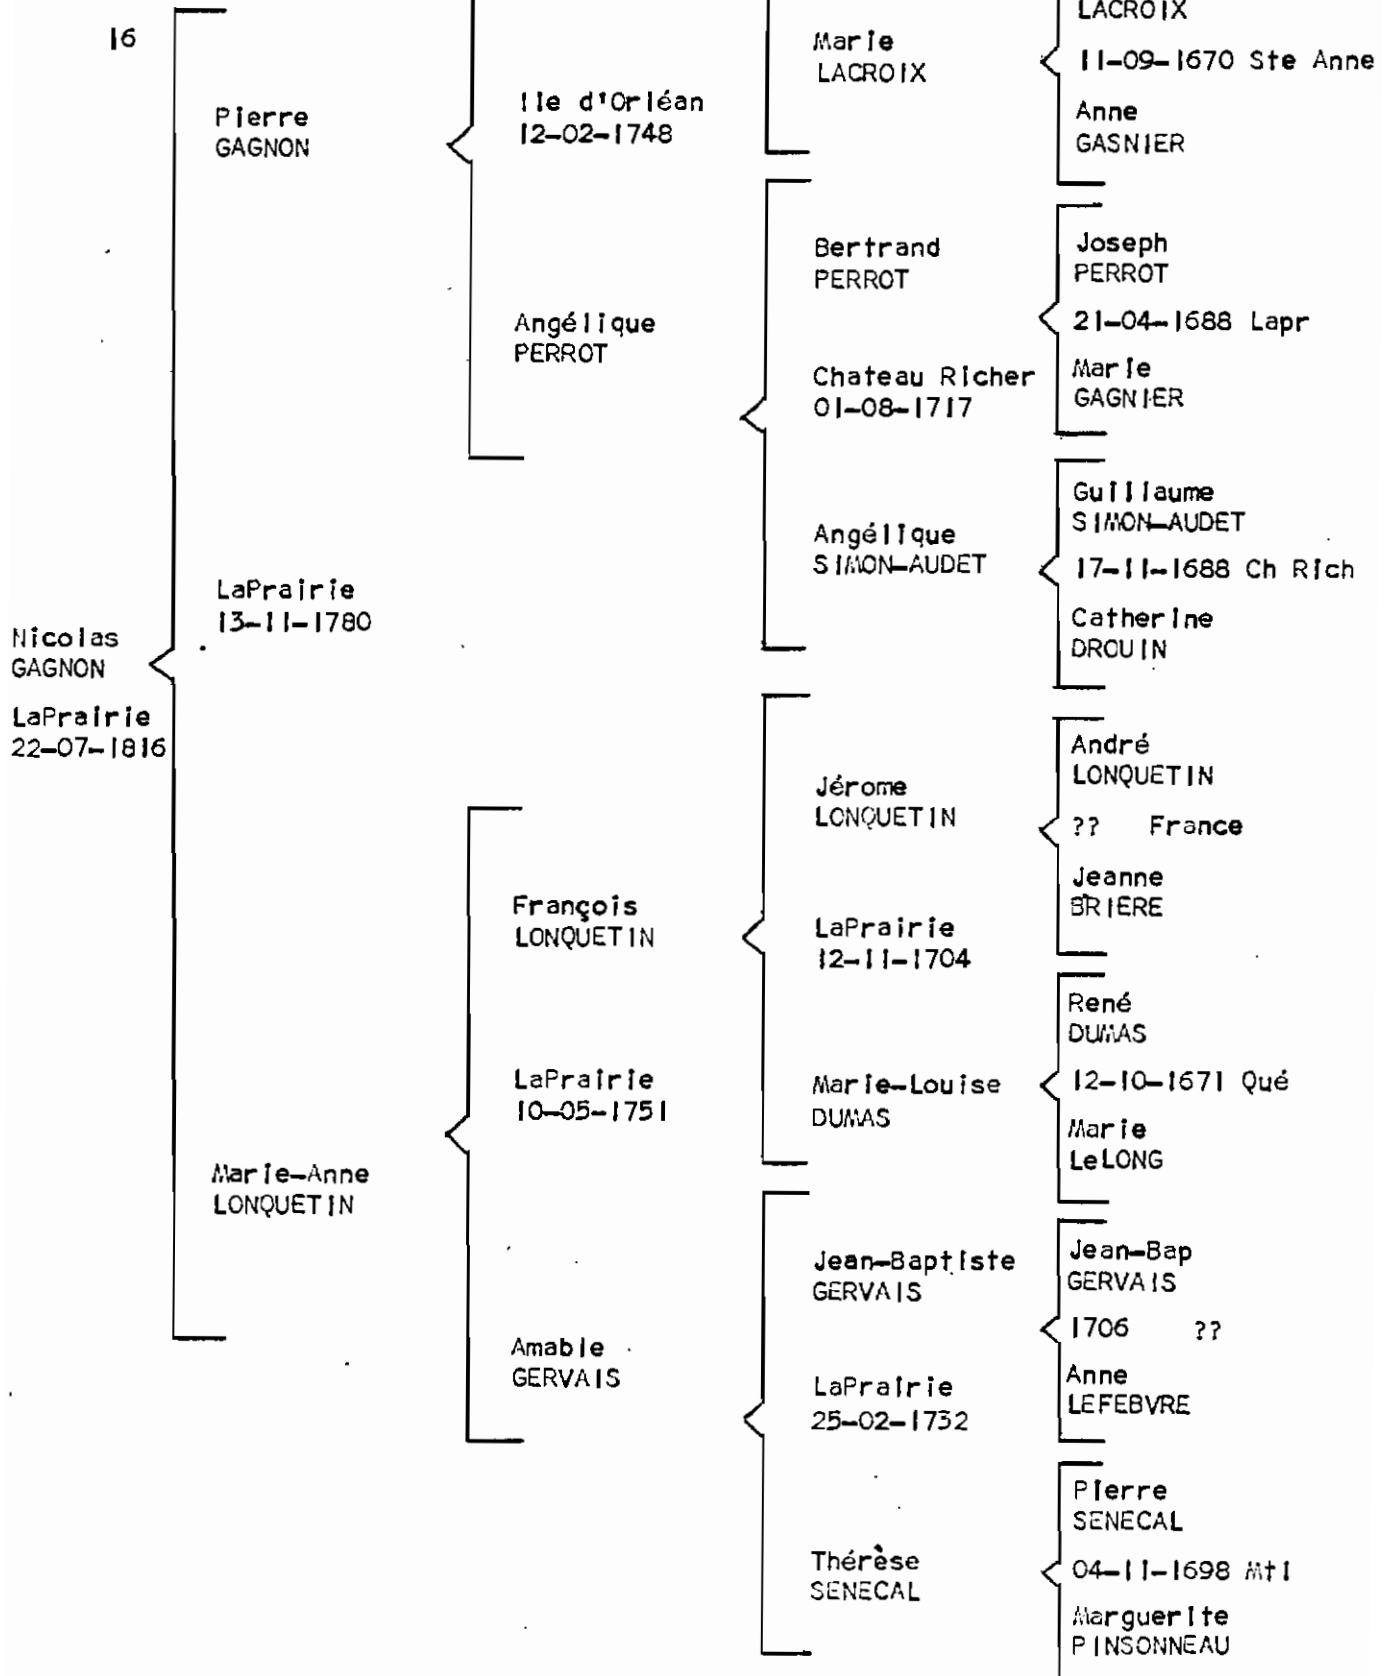 16
Nicolas
GAGNON
LaPrairie
22-07-1816
Pierre
GAGNON
LaPrairie
13-11-1780
Marie-Anne
LONQUETIN
Ile d'Orléan
12-02-1748
Angélique
PERROT
François
LONQUETIN
LaPrairie
10-05-1751
Amable
GERVAIS
Marie
LACROIX
Bertrand
PERROT
Chateau Richer
01-08-1717
Angélique
SIMON-AUDET
Jérome
LONQUETIN
LaPrairie
12-11-1704
Marie-Louise
DUMAS
Jean-Baptiste
GERVAIS
LaPrairie
25-02-1732
Thérèse
SENECAL
LACROIX
11-09-1670 Ste Anne
Anne
GASNIER
Joseph
PERROT
21-04-1688 Lapr
Marie
GAGNIER
Guillaume
SIMON-AUDET
17-11-1688 Ch Rich
Catherine
DROUIN
André
LONQUETIN
?? France
Jeanne
BRIERE
René
DUMAS
12-10-1671 Qué
Marie
LeLONG
Jean-Bap
GERVAIS
1706 ??
Anne
LEFEBVRE
Pierre
SENECAL
04-11-1698 Mtl
Marguerite
PINSONNEAU